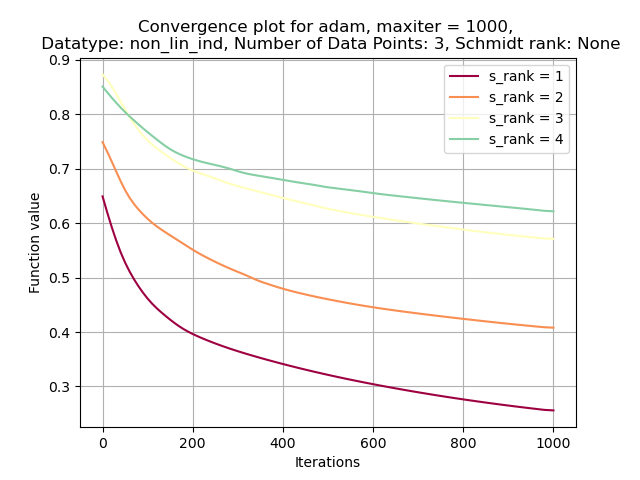 Convergence plot for adam, maxiter = 1000,
Datatype: non_lin_ind, Number of Data Points: 3, Schmidt rank: None
s_rank = 1
s_rank = 2
s_rank = 3
s_rank = 4
Function value
0.9
0.8
0.7
0.6
0.5
0.4
0.3
0 200 400 600 800 1000
Iterations